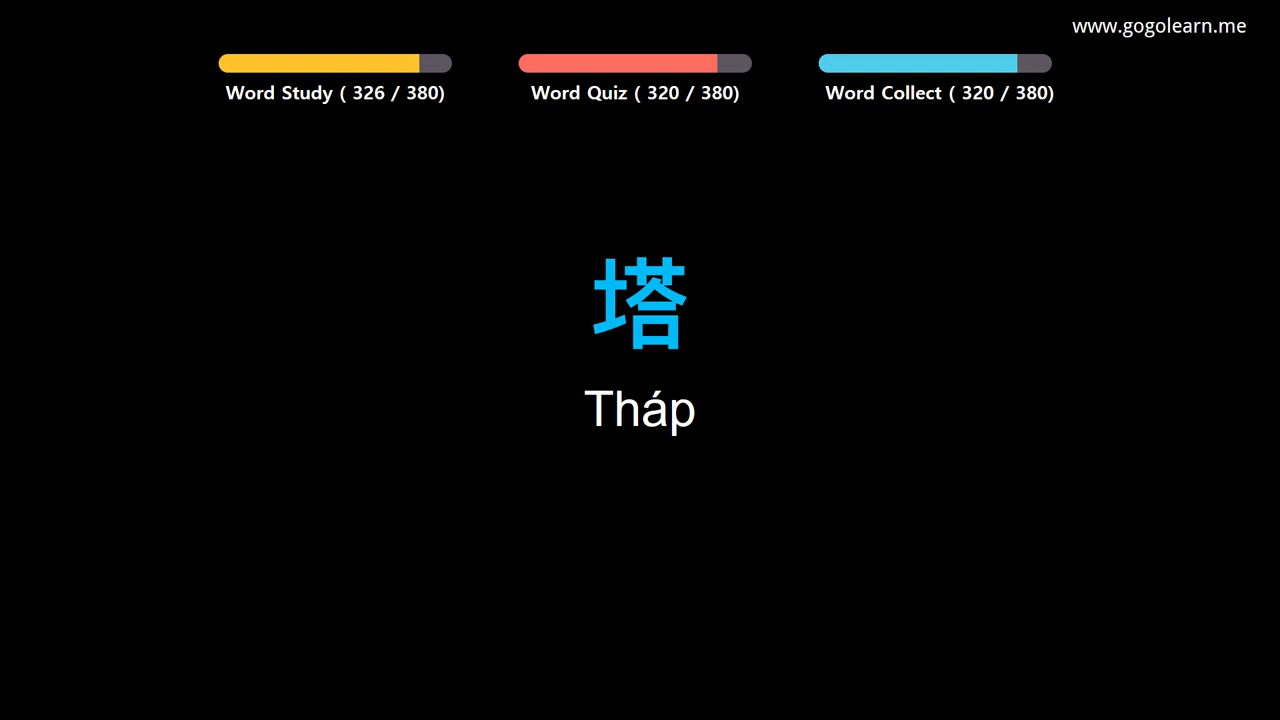 www.gogolearn.me
Word Study ( 326 / 380)
Word Quiz ( 320 / 380)
Word Collect ( 320 / 380)
塔
Tháp